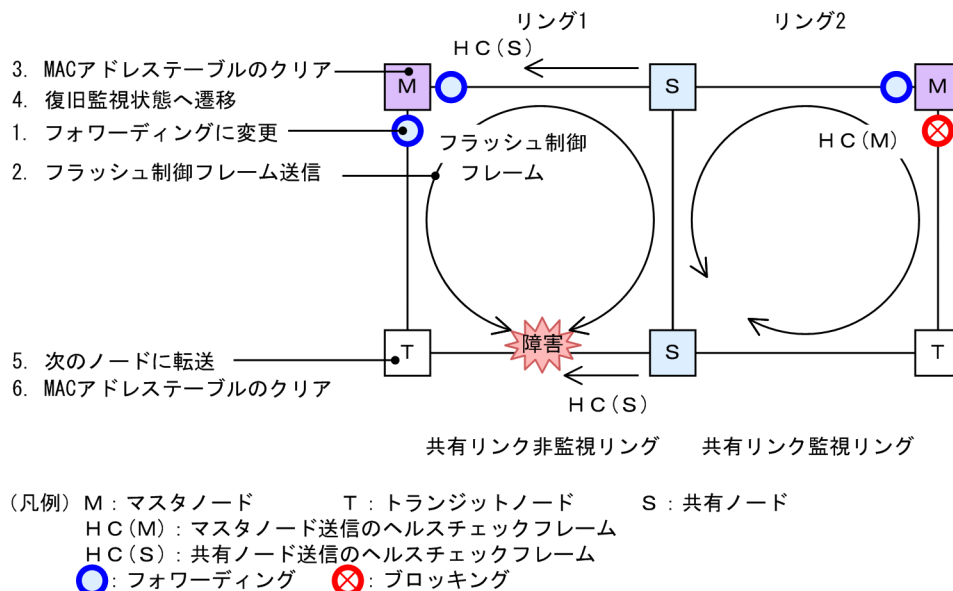 リング1
リング2
HC(S)
3. MACアドレステーブルのクリア
4. 復旧監視状態へ遷移
1. フォワーディングに変更
2. フラッシュ制御フレーム送信
M
S
M
フラッシュ制御
フレーム
HC(M)
5. 次のノードに転送
6. MACアドレステーブルのクリア
T
障害
S
T
HC(S)
共有リンク非監視リング
共有リンク監視リング
(凡例) M:マスタノード T:トランジットノード S:共有ノード
HC(M):マスタノード送信のヘルスチェックフレーム
HC(S):共有ノード送信のヘルスチェックフレーム
:フォワーディング :ブロッキング